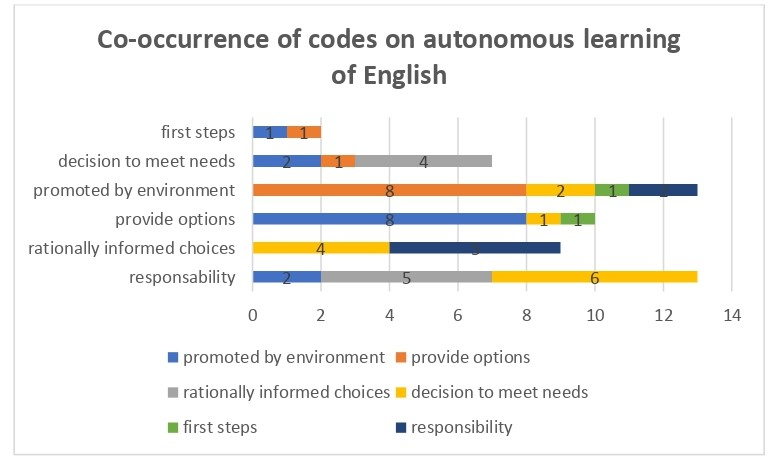 Co-occurrence of codes on autonomous learning
of English
first steps 1 1
decision to meet needs 2 1 4
promoted by environment 8 2 1 2
provide options 8 1 1
rationally informed choices 4 5
responsability 2 5 6
0 2 4 6 8 10 12 14
promoted by environment provide options
rationally informed choices decision to meet needs
first steps responsibility